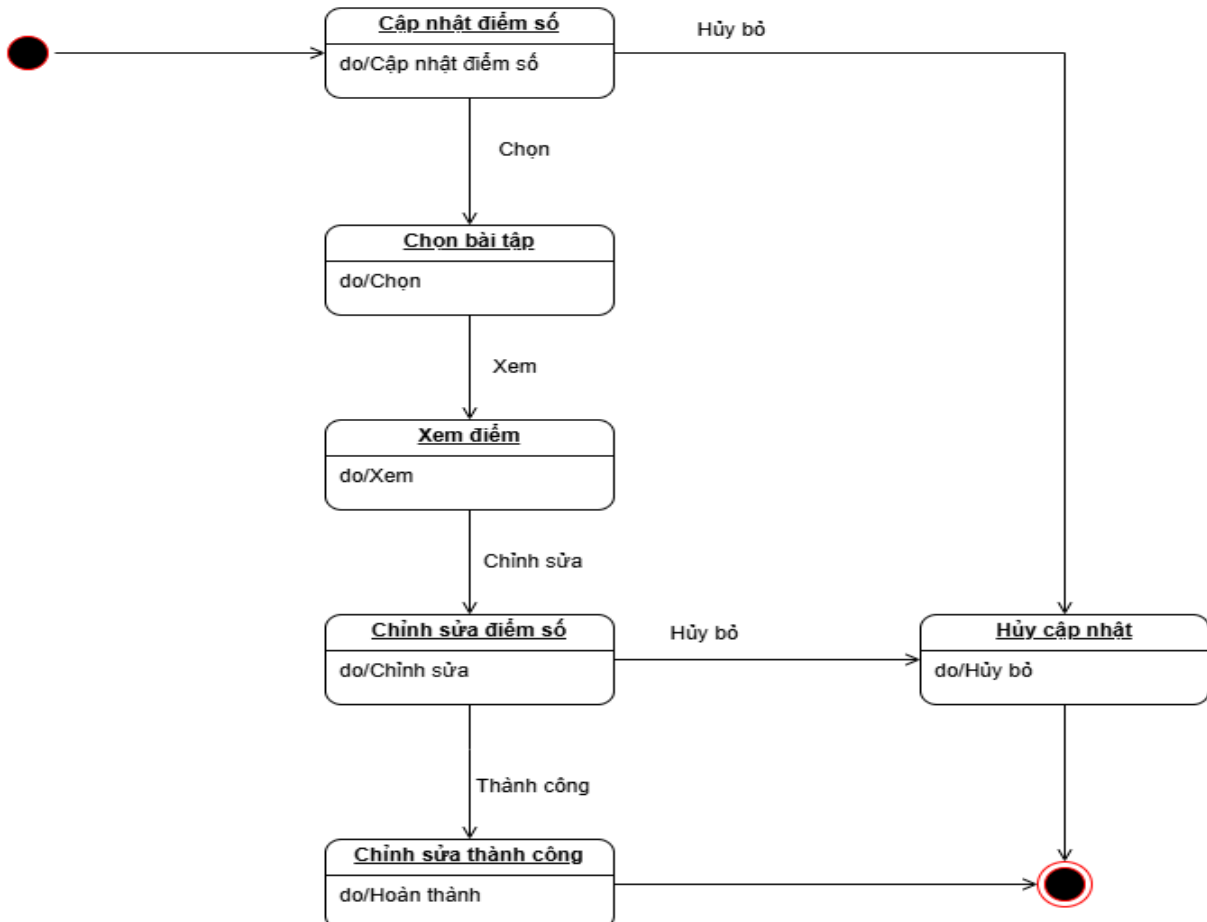 Cập nhật điểm số
do/Cập nhật điểm số
Hủy bỏ
Chọn
Chọn bài tập
do/Chọn
Xem
Xem điểm
do/Xem
Chỉnh sửa
Chỉnh sửa điểm số
do/Chỉnh sửa
Hủy bỏ
Hủy cập nhật
do/Hủy bỏ
Thành công
Chỉnh sửa thành công
do/Hoàn thành